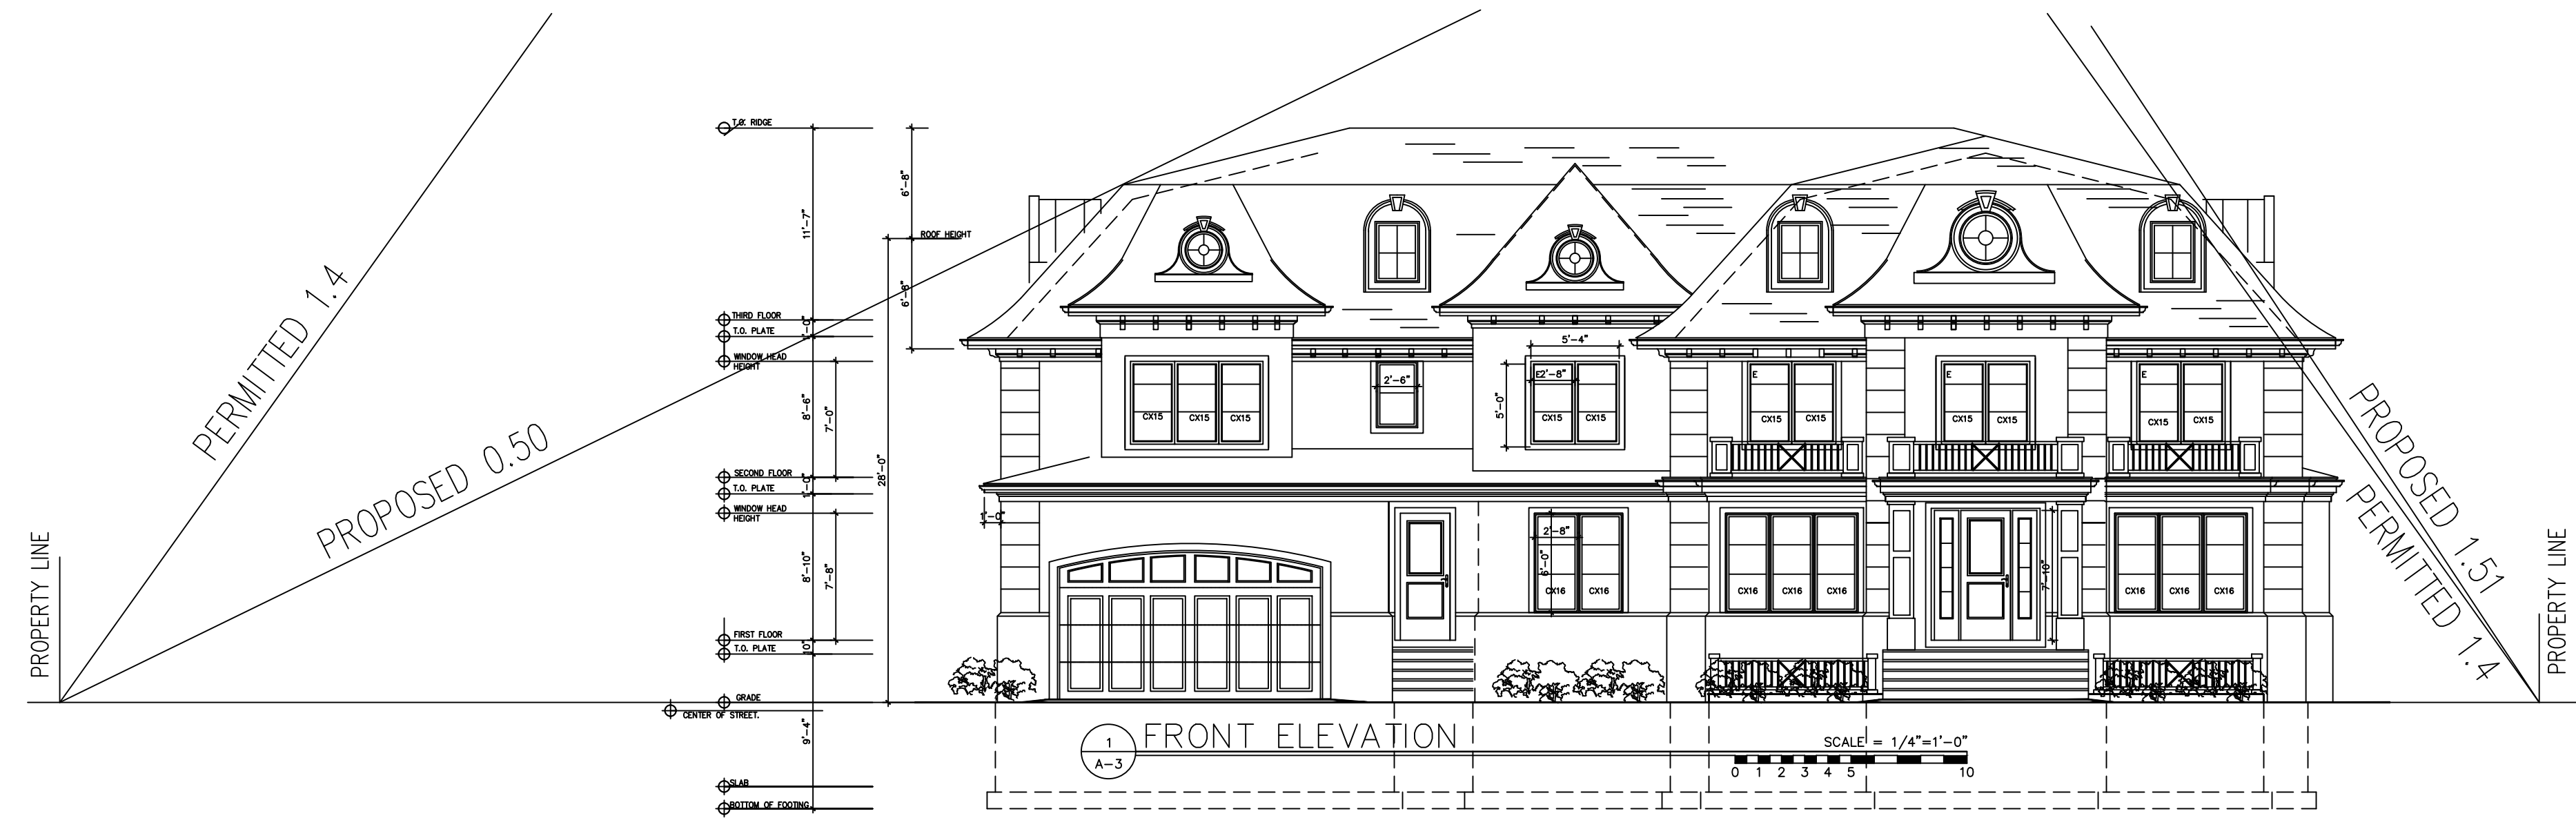 PERMITTED 1.4
PROPOSED 0.50
PROPERTY LINE
T.O. RIDGE
11'-7"
6'-8"
ROOF HEIGHT
6'-8"
THIRD FLOOR
1'-0"
T.O. PLATE
WINDOW HEAD
HEIGHT
8'-6"
7'-0"
28'-0"
SECOND FLOOR
1'-0"
T.O. PLATE
WINDOW HEAD
HEIGHT
8'-10"
7'-8"
FIRST FLOOR
10"
T.O. PLATE
GRADE
CENTER OF STREET.
9'-4"
SLAB
BOTTOM OF FOOTING
1'-0"
CX15 CX15 CX15
2'-6"
5'-4"
E 2'-8"
5'-0"
CX15 CX15
E
CX15 CX15
E
CX15 CX15
E
CX15 CX15
2'-8"
6'-0"
CX16 CX16
CX16 CX16 CX16
7'-10"
CX16 CX16 CX16
PROPOSED 1.51
PERMITTED 1.4
PROPERTY LINE
1
A-3
FRONT ELEVATION
SCALE = 1/4"=1'-0"
0 1 2 3 4 5 10